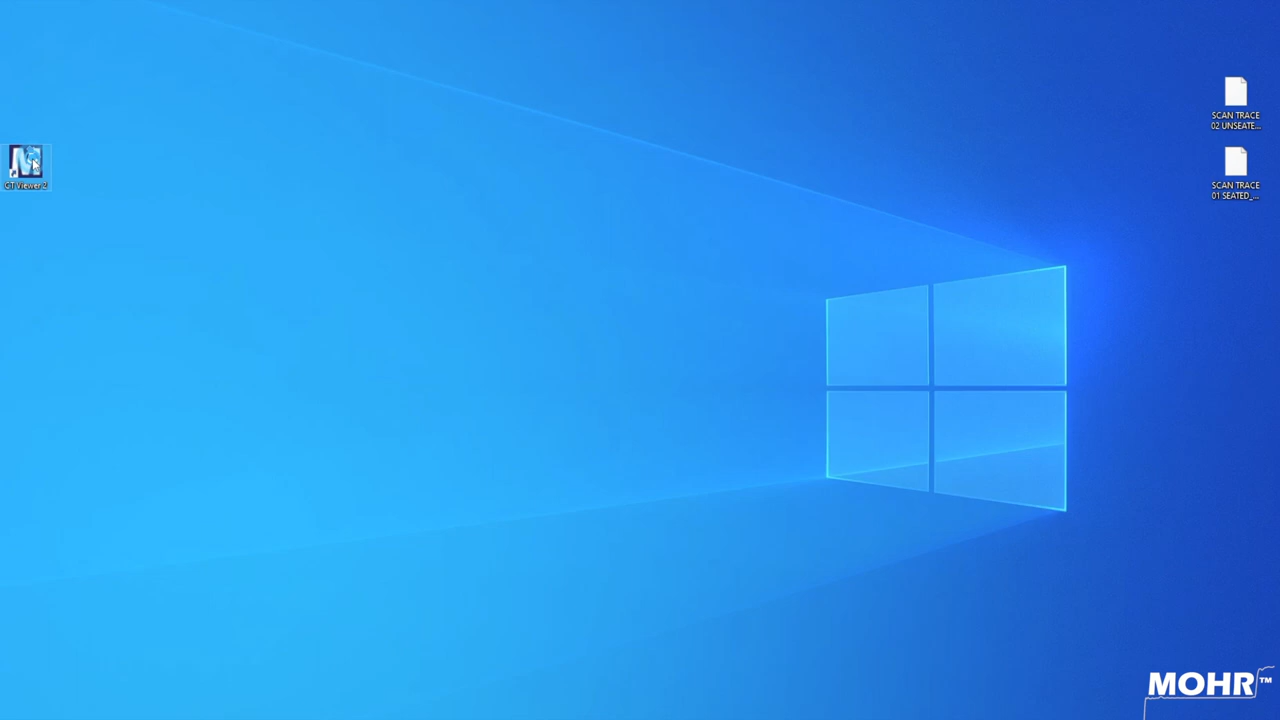 CT Viewer 2
SCAN TRACE
02 UNSEATE...
SCAN TRACE
01 SEATED_...
MOHR™